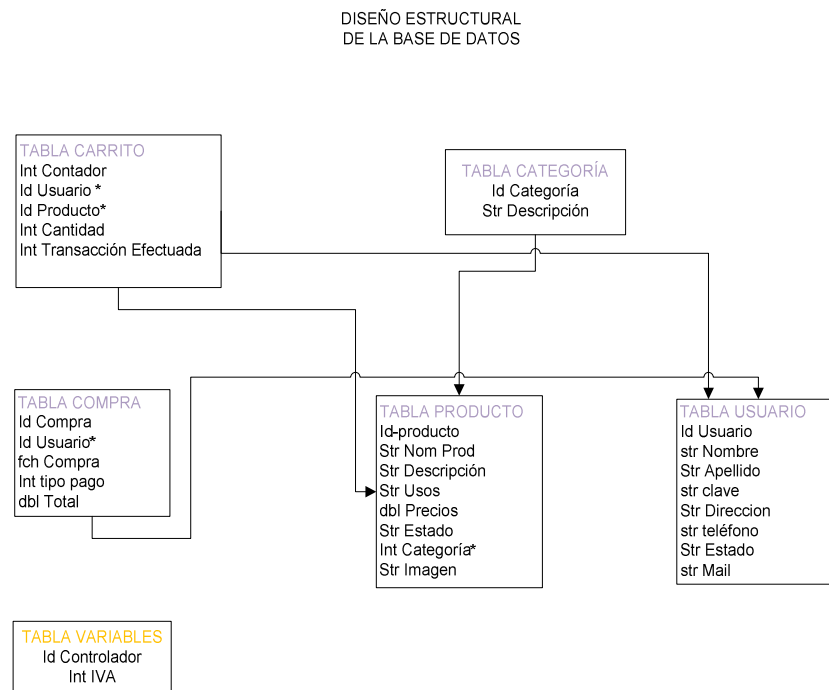 DISEÑO ESTRUCTURAL
DE LA BASE DE DATOS
TABLA CARRITO
Int Contador
Id Usuario *
Id Producto*
Int Cantidad
Int Transacción Efectuada
TABLA CATEGORÍA
Id Categoría
Str Descripción
TABLA COMPRA
Id Compra
Id Usuario*
fch Compra
Int tipo pago
dbl Total
TABLA PRODUCTO
Id-producto
Str Nom Prod
Str Descripción
Str Usos
dbl Precios
Str Estado
Int Categoría*
Str Imagen
TABLA USUARIO
Id Usuario
str Nombre
Str Apellido
str clave
Str Direccion
str teléfono
Str Estado
str Mail
TABLA VARIABLES
Id Controlador
Int IVA